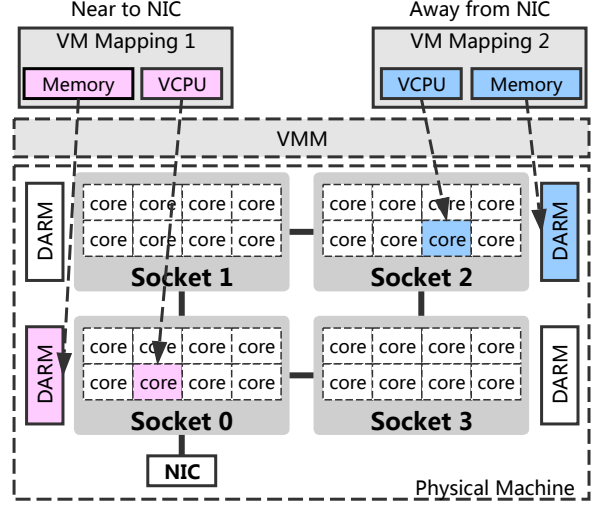 Near to NIC
Away from NIC
VM Mapping 1
VM Mapping 2
Memory VCPU
VCPU Memory
VMM
DARM
core core core core
core core core core
Socket 1
core core core core
core core core core
Socket 2
DARM
DARM
core core core core
core core core core
Socket 0
core core core core
core core core core
Socket 3
DARM
NIC
Physical Machine